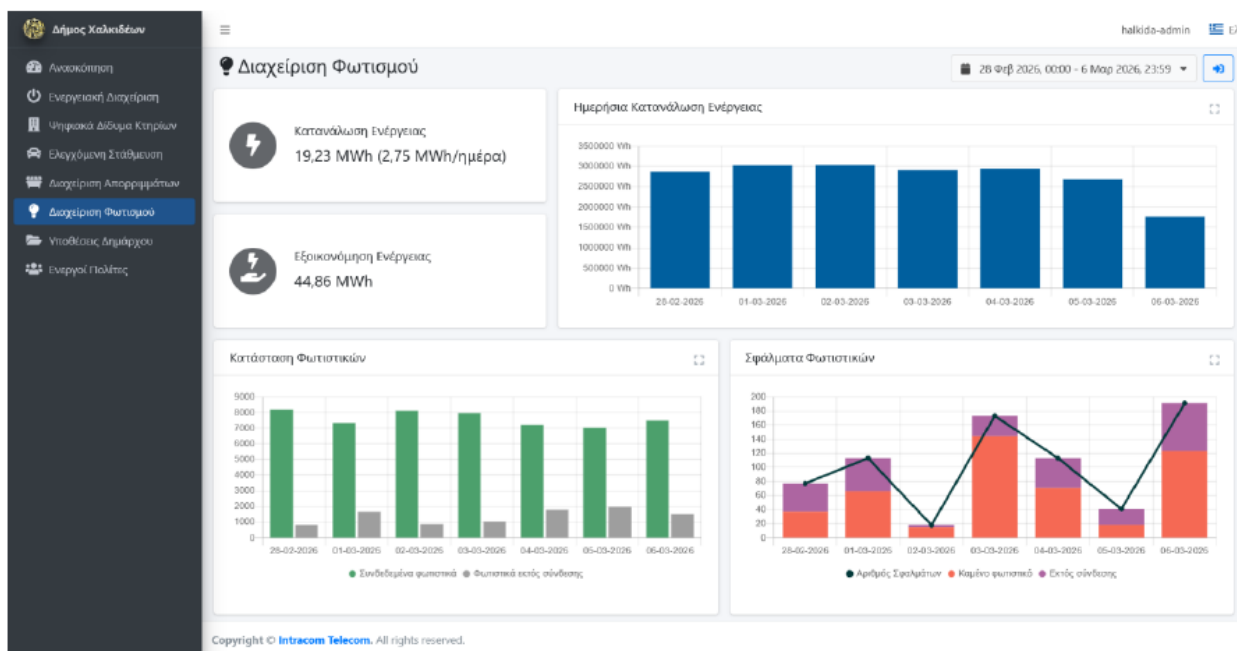 Δήμος Χαλκιδέων
halkida-admin
Ανασκόπηση
Ενεργειακή Διαχείριση
Ψηφιακά Δίδυμα Κτηρίων
Ελεγχόμενη Στάθμευση
Διαχείριση Απορριμμάτων
Διαχείριση Φωτισμού
Υποθέσεις Δημάρχου
Ενεργοί Πολίτες
Διαχείριση Φωτισμού
28 Φεβ 2026, 00:00 - 6 Μαρ 2026, 23:59
Κατανάλωση Ενέργειας
19,23 MWh (2,75 MWh/ημέρα)
Εξοικονόμηση Ενέργειας
44,86 MWh
Ημερήσια Κατανάλωση Ενέργειας
3500000 Wh
3000000 Wh
2500000 Wh
2000000 Wh
1500000 Wh
1000000 Wh
500000 Wh
0 Wh
28-02-2026 01-03-2026 02-03-2026 03-03-2026 04-03-2026 05-03-2026 06-03-2026
Κατάσταση Φωτιστικών
9000
8000
7000
6000
5000
4000
3000
2000
1000
0
28-02-2026 01-03-2026 02-03-2026 03-03-2026 04-03-2026 05-03-2026 06-03-2026
Συνδεδεμένα φωτιστικά Φωτιστικά εκτός σύνδεσης
Σφάλματα Φωτιστικών
200
180
160
140
120
100
80
60
40
20
0
28-02-2026 01-03-2026 02-03-2026 03-03-2026 04-03-2026 05-03-2026 06-03-2026
Αριθμός Σφαλμάτων Καμένο φωτιστικό Εκτός σύνδεσης
Copyright © Intracom Telecom. All rights reserved.